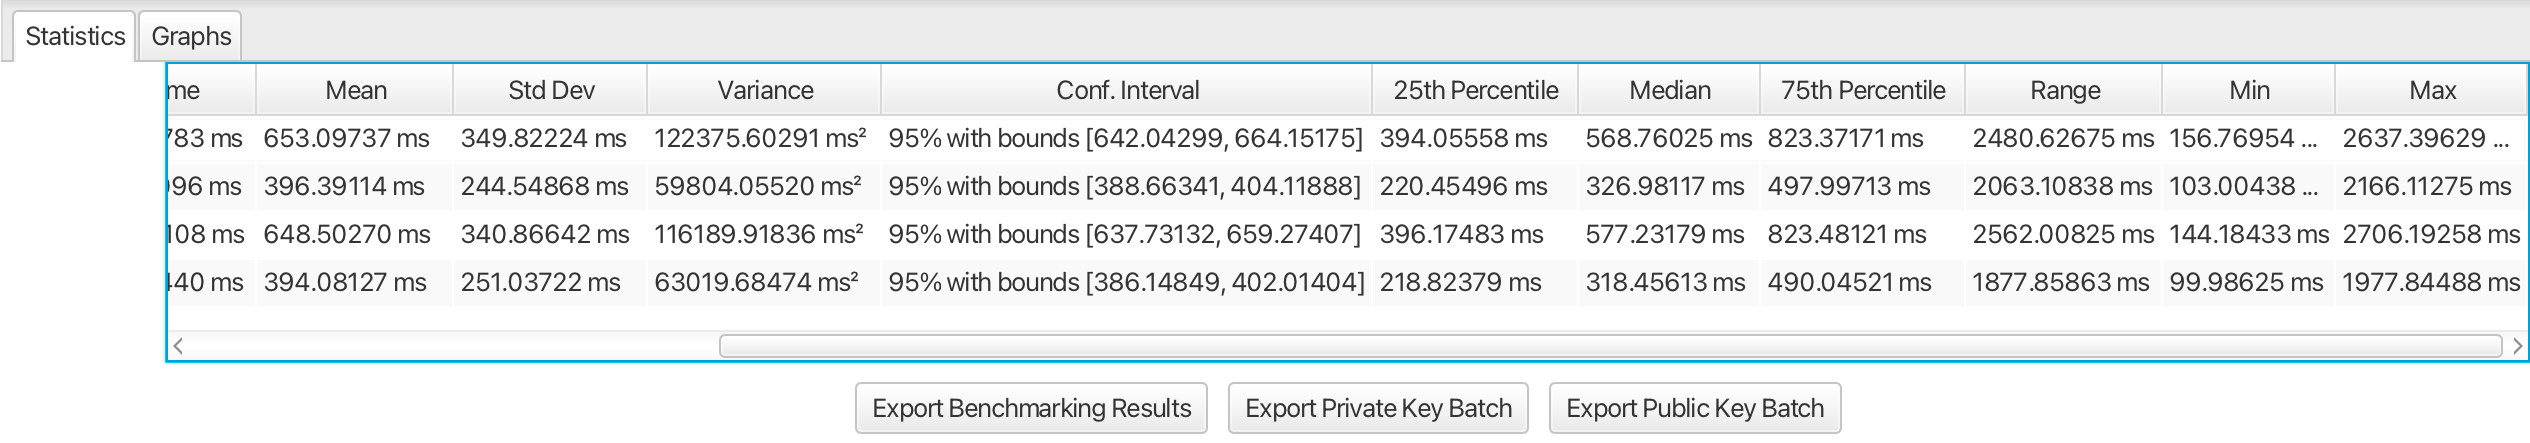 Statistics Graphs
me Mean Std Dev Variance Conf. Interval 25th Percentile Median 75th Percentile Range Min Max
783 ms 653.09737 ms 349.82224 ms 122375.60291 ms² 95% with bounds [642.04299, 664.15175] 394.05558 ms 568.76025 ms 823.37171 ms 2480.62675 ms 156.76954 ... 2637.39629 ...
96 ms 396.39114 ms 244.54868 ms 59804.05520 ms² 95% with bounds [388.66341, 404.11888] 220.45496 ms 326.98117 ms 497.99713 ms 2063.10838 ms 103.00438 ... 2166.11275 ms
108 ms 648.50270 ms 340.86642 ms 116189.91836 ms² 95% with bounds [637.73132, 659.27407] 396.17483 ms 577.23179 ms 823.48121 ms 2562.00825 ms 144.18433 ms 2706.19258 ms
40 ms 394.08127 ms 251.03722 ms 63019.68474 ms² 95% with bounds [386.14849, 402.01404] 218.82379 ms 318.45613 ms 490.04521 ms 1877.85863 ms 99.98625 ms 1977.84488 ms
Export Benchmarking Results Export Private Key Batch Export Public Key Batch